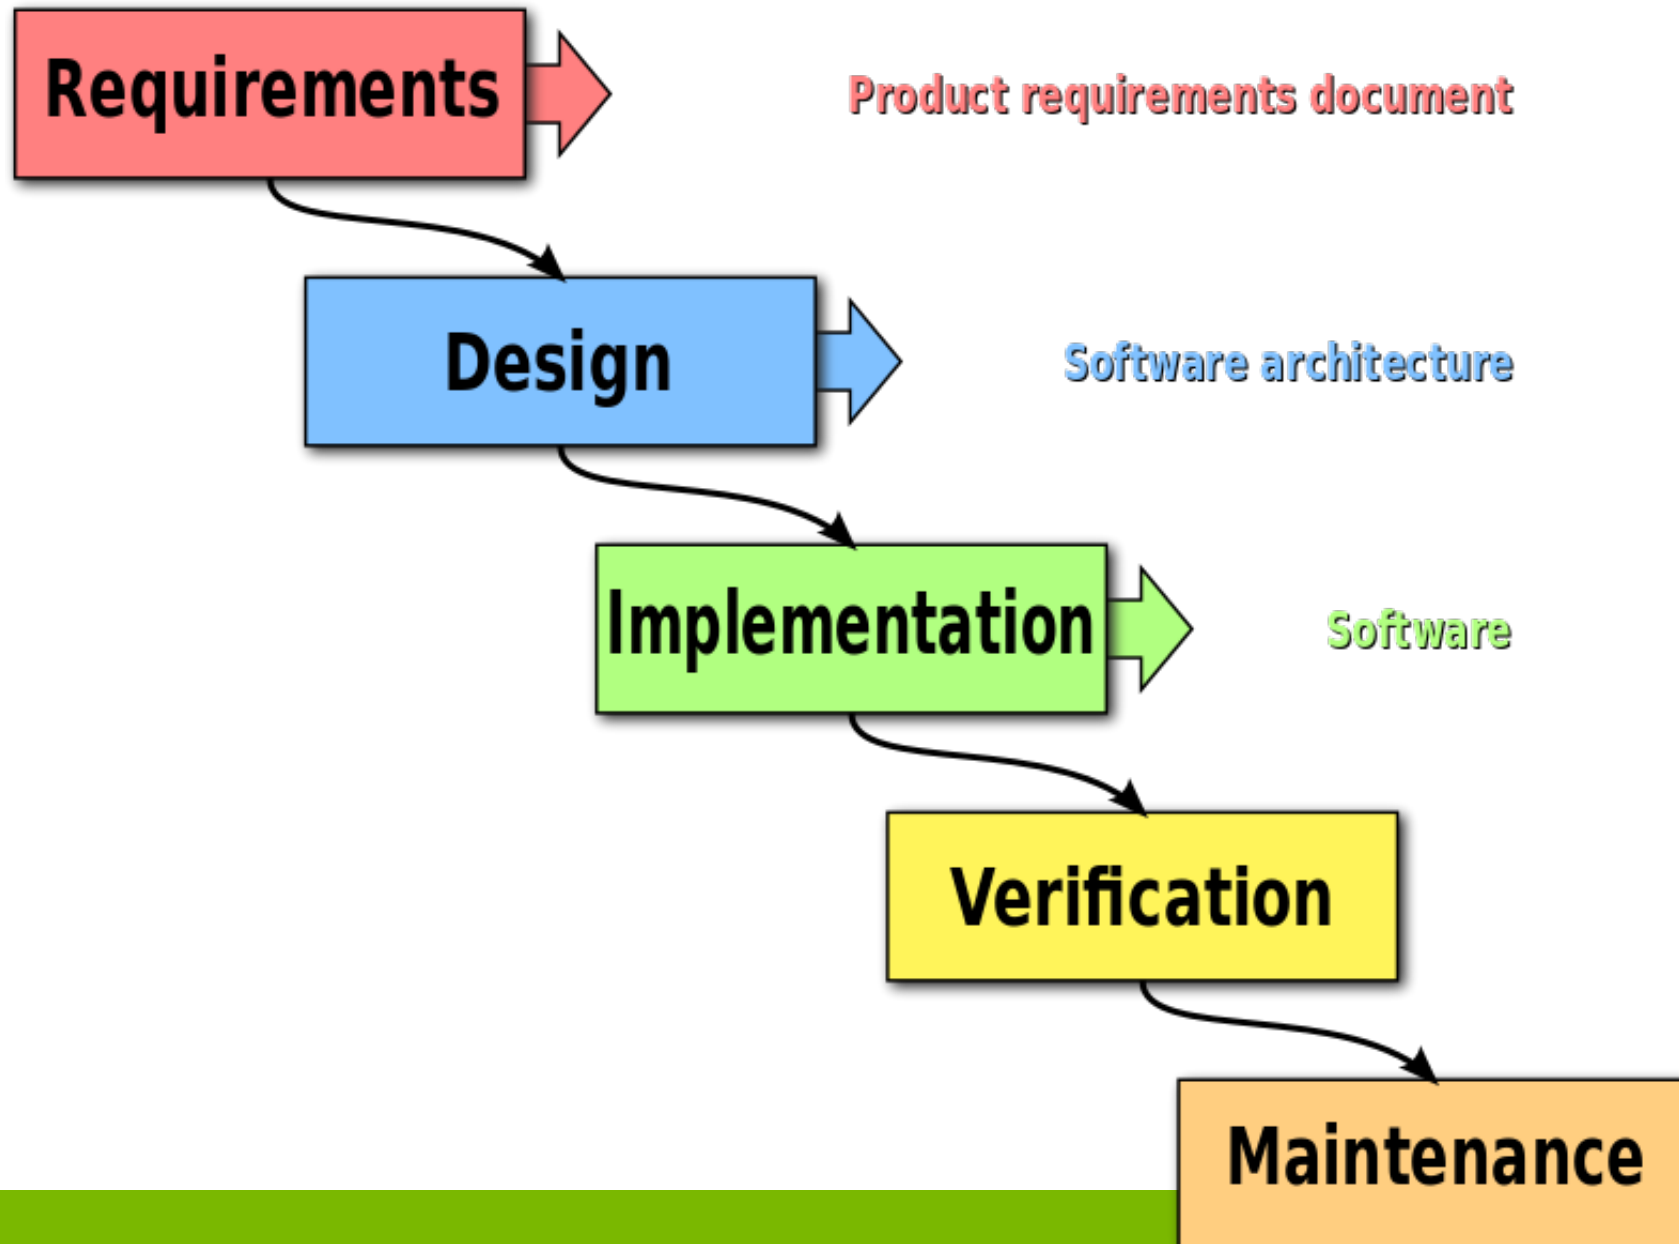 Requirements
Product requirements document
Design
Software architecture
Implementation
Software
Verification
Maintenance